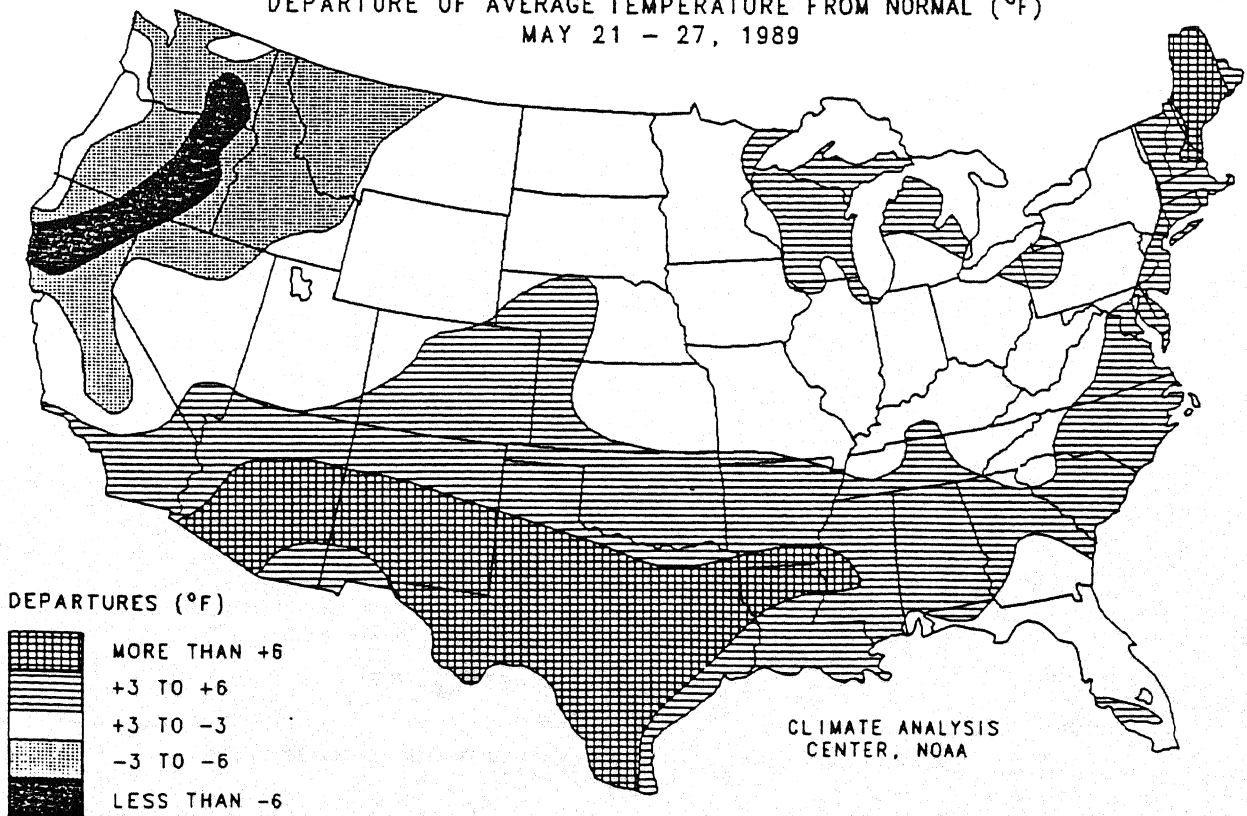 DEPARTURE OF AVERAGE TEMPERATURE FROM NORMAL (°F)
MAY 21 – 27, 1989
DEPARTURES (°F)
MORE THAN +6
+3 TO +6
+3 TO -3
-3 TO -6
LESS THAN -6
CLIMATE ANALYSIS
CENTER, NOAA